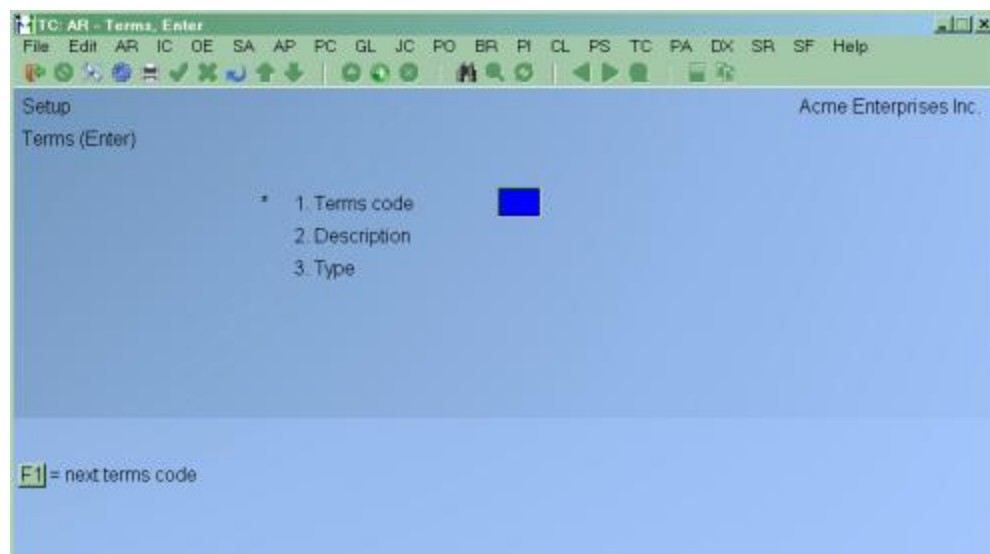 TC: AR - Terms, Enter
File Edit AR IC OE SA AP PC GL JC PO BR PI CL PS TC PA DX SR SF Help
Setup Acme Enterprises Inc.
Terms (Enter)
* 1. Terms code
2. Description
3. Type
F1 = next terms code